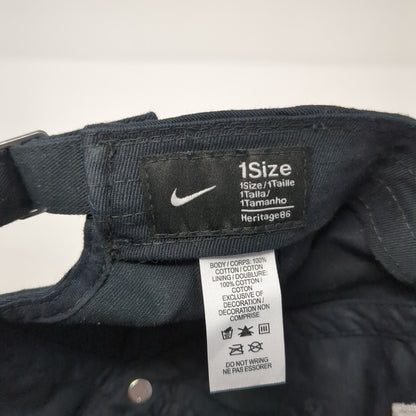 1Size
1Size/1Taille
1Talla/
1Tamanho
Heritage86
BODY / CORPS: 100%
COTTON / COTON
LINING / DOUBLURE:
100% COTTON /
COTON
EXCLUSIVE OF
DECORATION /
DECORATION NON
COMPRISE
DO NOT WRING
NE PAS ESSORER